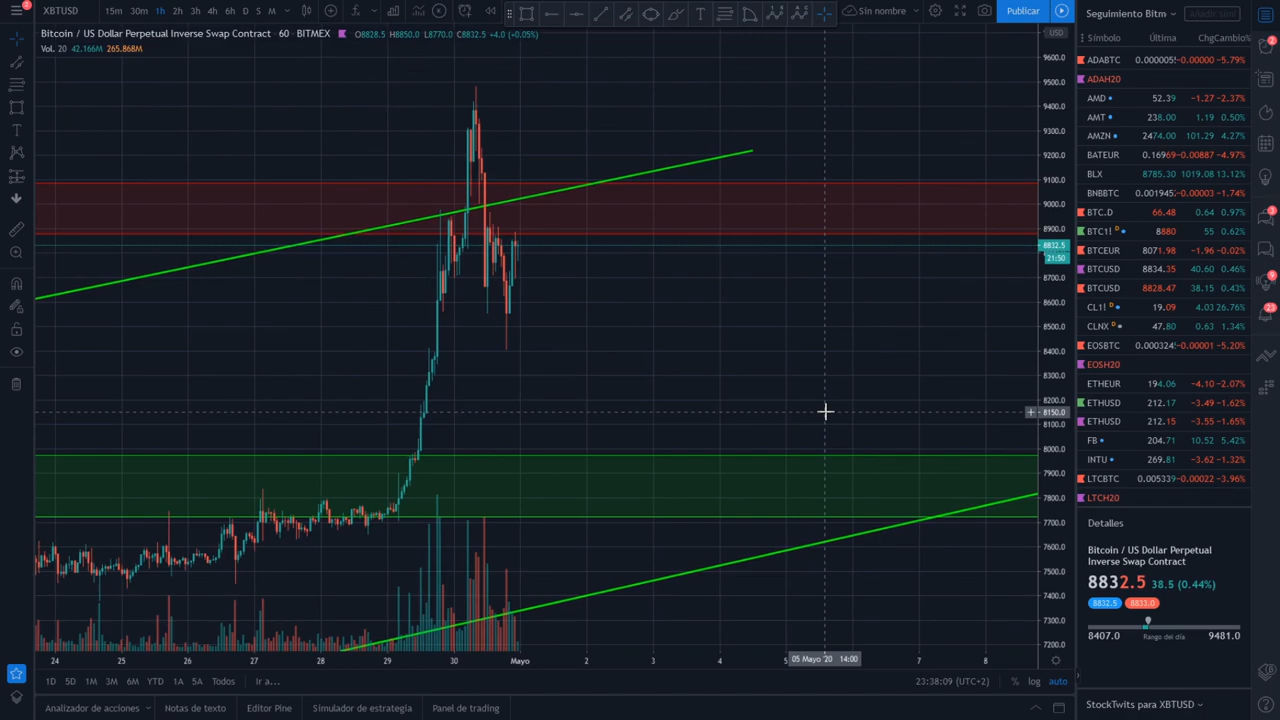 3
XBTUSD
15m 30m 1h 2h 3h 4h 6h D S M
Sin nombre
Publicar
Seguimiento Bitm
Añadir sím
Bitcoin / US Dollar Perpetual Inverse Swap Contract · 60 · BITMEX O8828.5 H8850.0 L8770.0 C8832.5 +4.0 (+0.05%)
Vol. 20 42.166M 265.868M
USD
9600.0
9500.0
9400.0
9300.0
9200.0
9100.0
9000.0
8900.0
8832.5
21:50
8700.0
8600.0
8500.0
8400.0
8300.0
8200.0
8150.0
8100.0
8000.0
7900.0
7800.0
7700.0
7600.0
7500.0
7400.0
7300.0
7200.0
24 25 26 27 28 29 30 Mayo 2 3 4 5 05 Mayo '20 14:00 7 8
1D 5D 1M 3M 6M YTD 1A 5A Todos Ir a...
23:38:09 (UTC+2) % log auto
Analizador de acciones Notas de texto Editor Pine Simulador de estrategia Panel de trading
Símbolo Última Chg Cambio%
ADABTC −0.00000 −5.79%
ADAH20
AMD 52.39 −1.27 −2.37%
AMT 238.00 1.19 0.50%
AMZN 2474.00 101.29 4.27%
BATEUR 0.16969 −0.00887 −4.97%
BLX 8785.30 1019.08 13.12%
BNBBTC −0.00003 −1.74%
BTC.D 66.48 0.64 0.97%
BTC1! D 8880 55 0.62%
BTCEUR 8071.98 −1.96 −0.02%
BTCUSD 8834.35 40.60 0.46%
BTCUSD 8828.47 38.15 0.43%
CL1! D 19.09 4.03 26.76%
CLNX D 47.80 0.63 1.34%
EOSBTC −0.00001 −5.20%
EOSH20
ETHEUR 194.06 −4.10 −2.07%
ETHUSD 212.17 −3.49 −1.62%
ETHUSD 212.15 −3.55 −1.65%
FB 204.71 10.52 5.42%
INTU 269.81 −3.62 −1.32%
LTCBTC 0.005339 −0.00022 −3.96%
LTCH20
Detalles
Bitcoin / US Dollar Perpetual
Inverse Swap Contract
8832.5 38.5 (0.44%)
8832.5 8833.0
8407.0 Rango del día 9481.0
StockTwits para XBTUSD
2
3
9
23